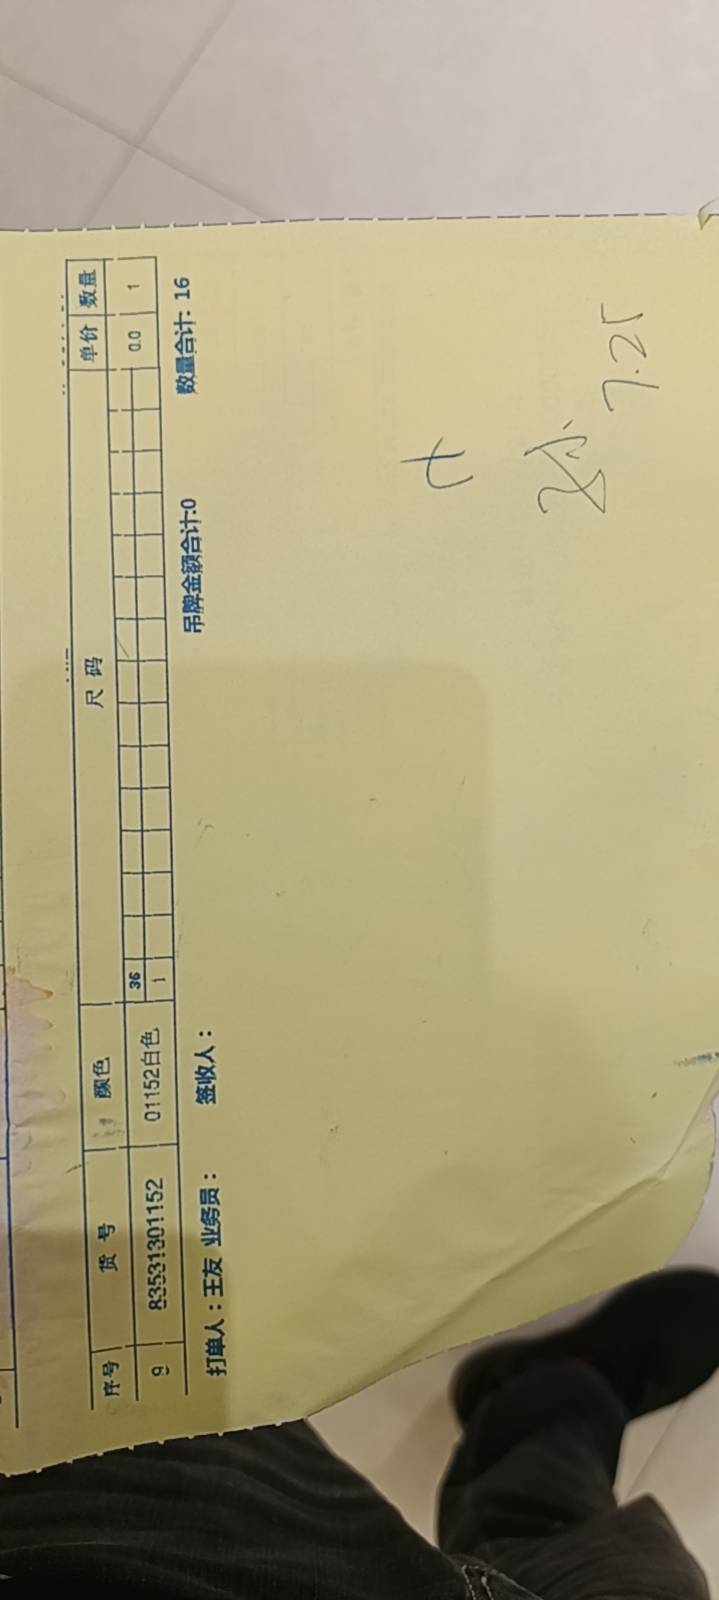 序号 货号 颜色 尺码 单价 数量
36
9 83531301152 01152白色 1 0.0 1
打单人：王友 业务员： 签收人： 吊牌金额合计:0 数量合计: 16
7.25